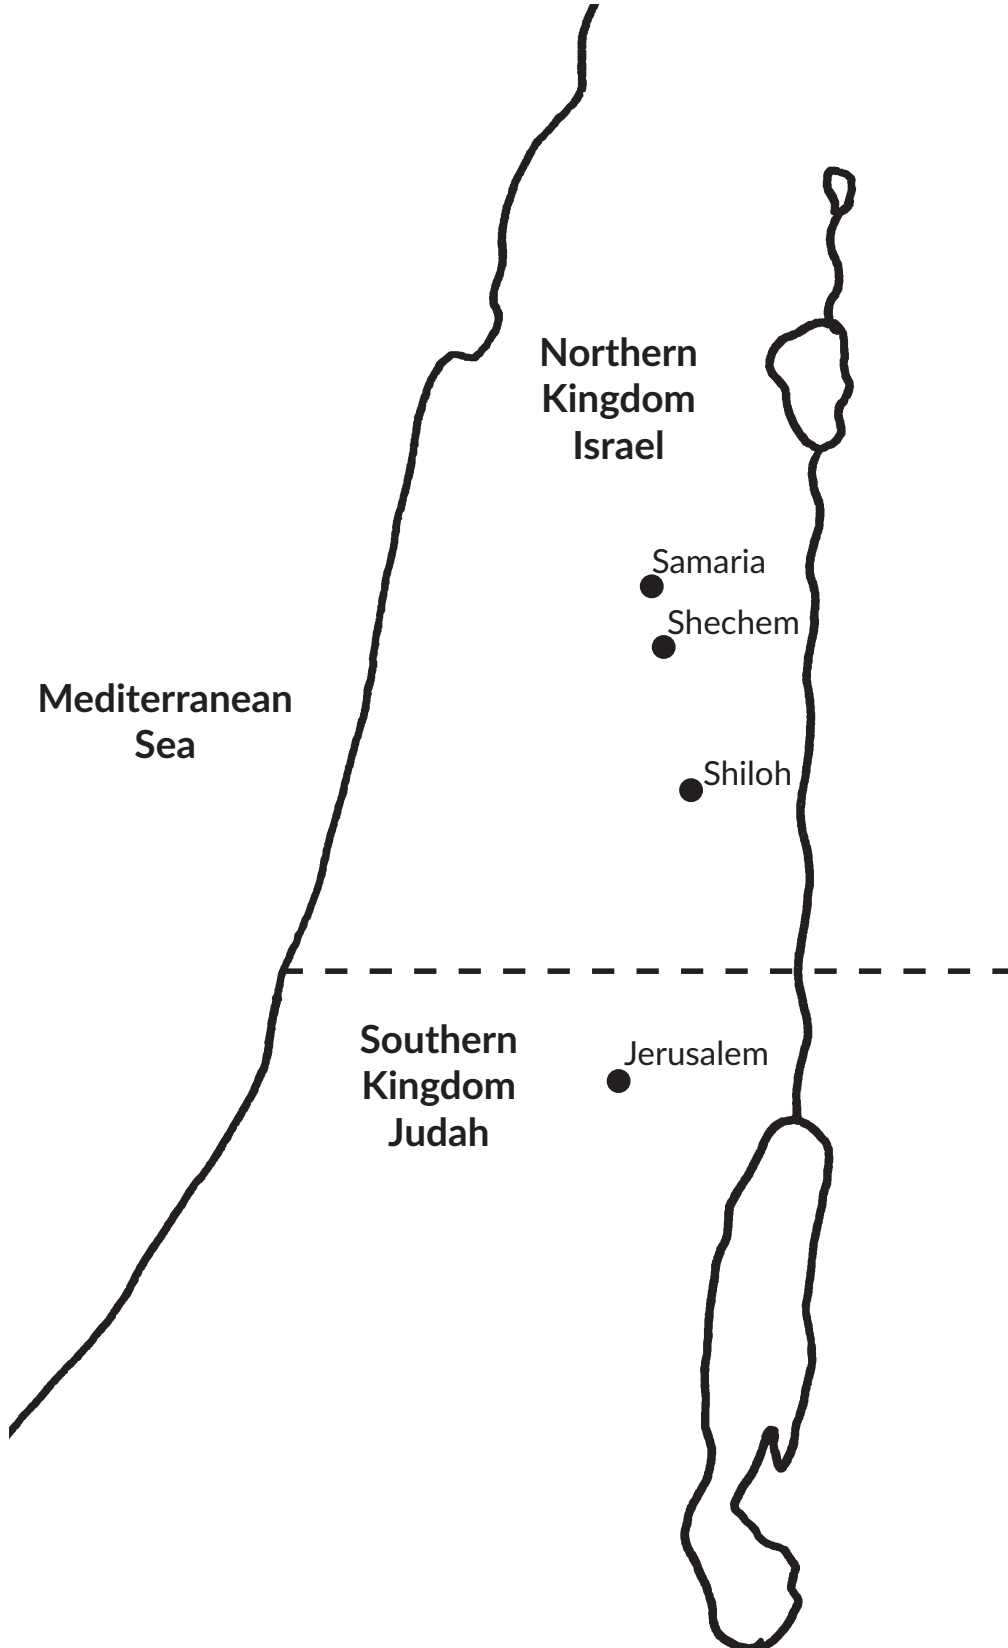 Northern
Kingdom
Israel
Samaria
Shechem
Mediterranean
Sea
Shiloh
Southern
Kingdom
Judah
Jerusalem